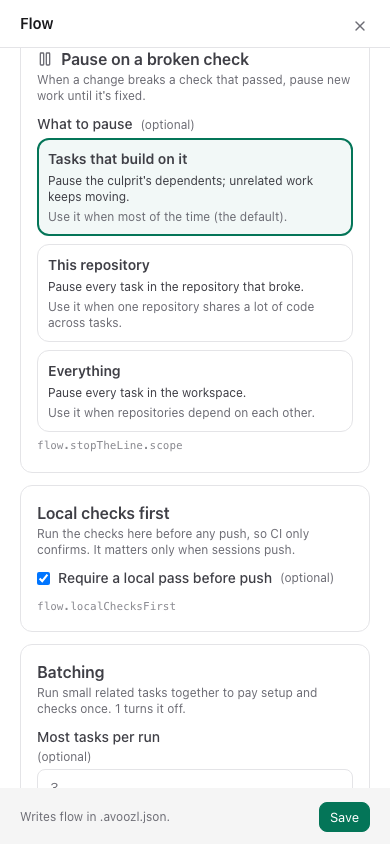 Flow
Pause on a broken check
When a change breaks a check that passed, pause new
work until it's fixed.
What to pause (optional)
Tasks that build on it
Pause the culprit's dependents; unrelated work
keeps moving.
Use it when most of the time (the default).
This repository
Pause every task in the repository that broke.
Use it when one repository shares a lot of code
across tasks.
Everything
Pause every task in the workspace.
Use it when repositories depend on each other.
flow.stopTheLine.scope
Local checks first
Run the checks here before any push, so CI only
confirms. It matters only when sessions push.
Require a local pass before push (optional)
flow.localChecksFirst
Batching
Run small related tasks together to pay setup and
checks once. 1 turns it off.
Most tasks per run
(optional)
Writes flow in .avoozl.json.
Save